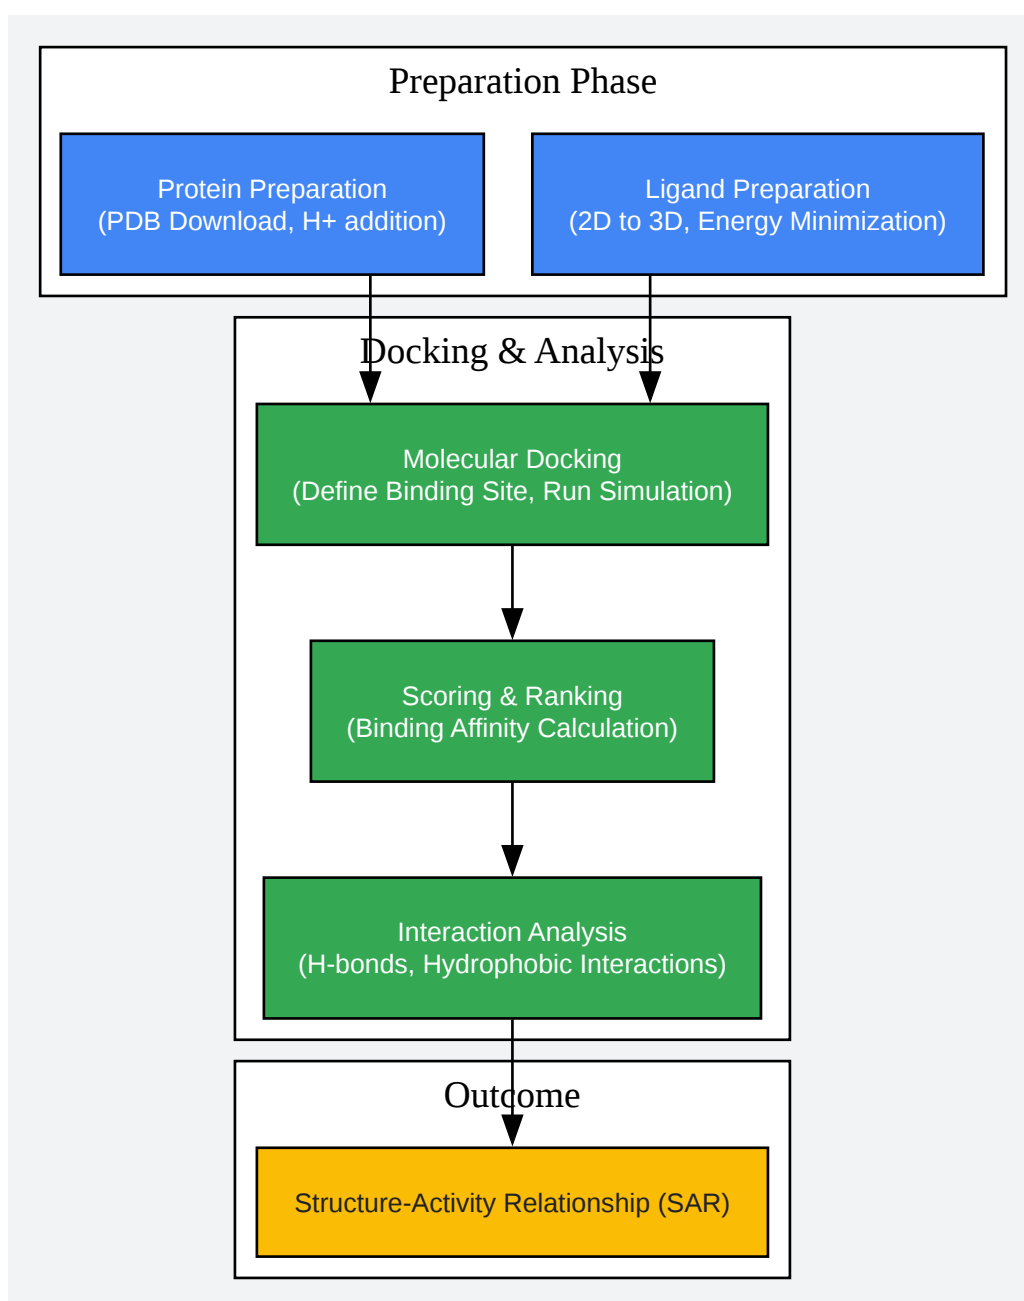 Preparation Phase
Protein Preparation
(PDB Download, H+ addition)
Ligand Preparation
(2D to 3D, Energy Minimization)
Docking & Analysis
Molecular Docking
(Define Binding Site, Run Simulation)
Scoring & Ranking
(Binding Affinity Calculation)
Interaction Analysis
(H-bonds, Hydrophobic Interactions)
Outcome
Structure-Activity Relationship (SAR)